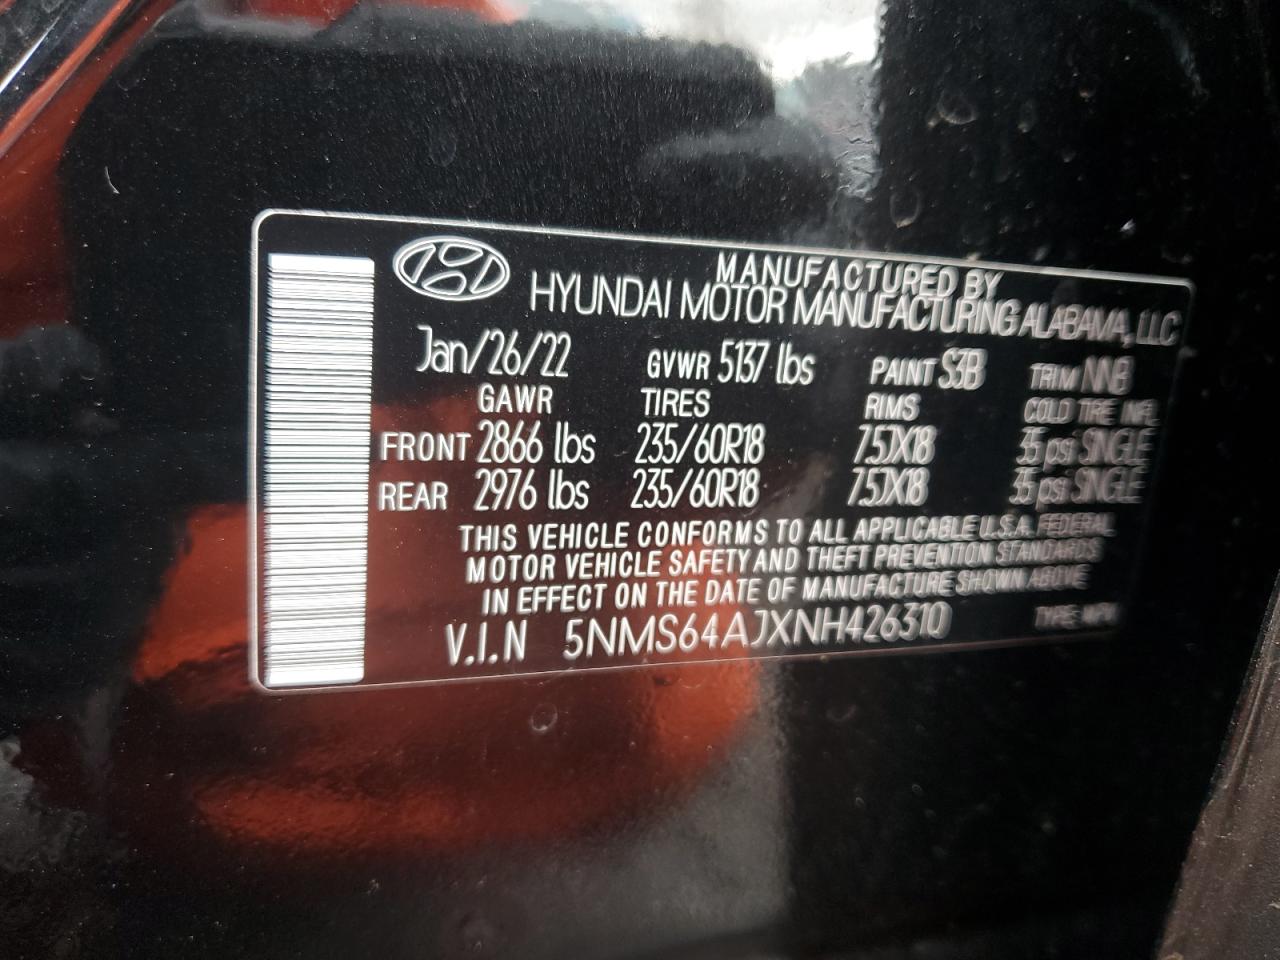 MANUFACTURED BY
HYUNDAI MOTOR MANUFACTURING ALABAMA, LLC
Jan/26/22 GVWR 5137 lbs PAINT S3B TRIM NNB
GAWR TIRES RIMS COLD TIRE INFL
FRONT 2866 lbs 235/60R18 7.5JX18 35 psi SINGLE
REAR 2976 lbs 235/60R18 7.5JX18 35 psi SINGLE
THIS VEHICLE CONFORMS TO ALL APPLICABLE U.S.A. FEDERAL
MOTOR VEHICLE SAFETY AND THEFT PREVENTION STANDARDS
IN EFFECT ON THE DATE OF MANUFACTURE SHOWN ABOVE
V.I.N 5NMS64AJXNH426310 TYPE: MPV